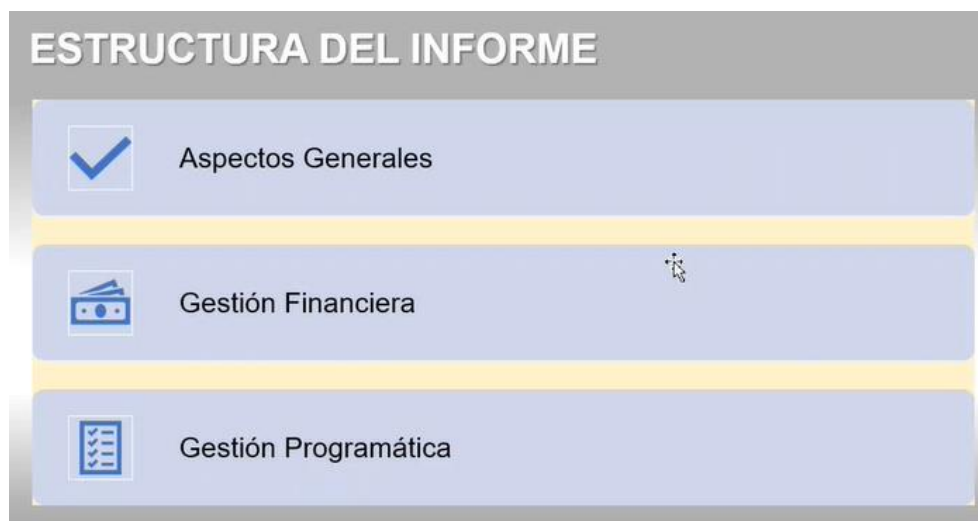 ESTRUCTURA DEL INFORME
Aspectos Generales
Gestión Financiera
Gestión Programática